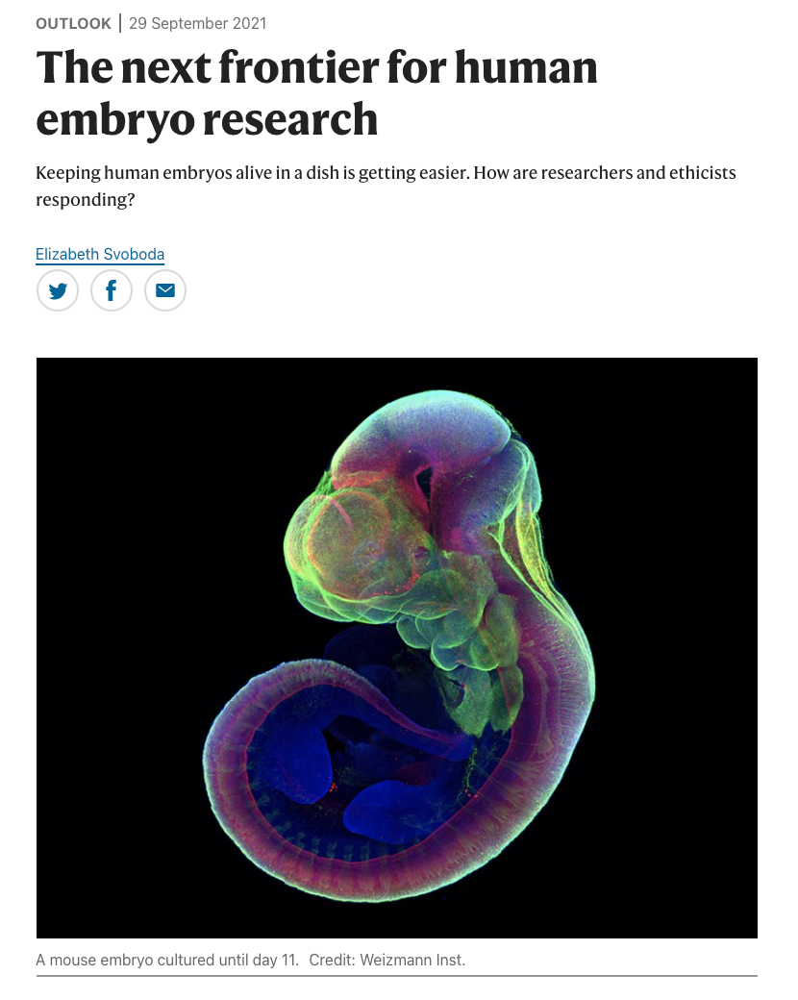 OUTLOOK | 29 September 2021
The next frontier for human
embryo research
Keeping human embryos alive in a dish is getting easier. How are researchers and ethicists
responding?
Elizabeth Svoboda
A mouse embryo cultured until day 11. Credit: Weizmann Inst.